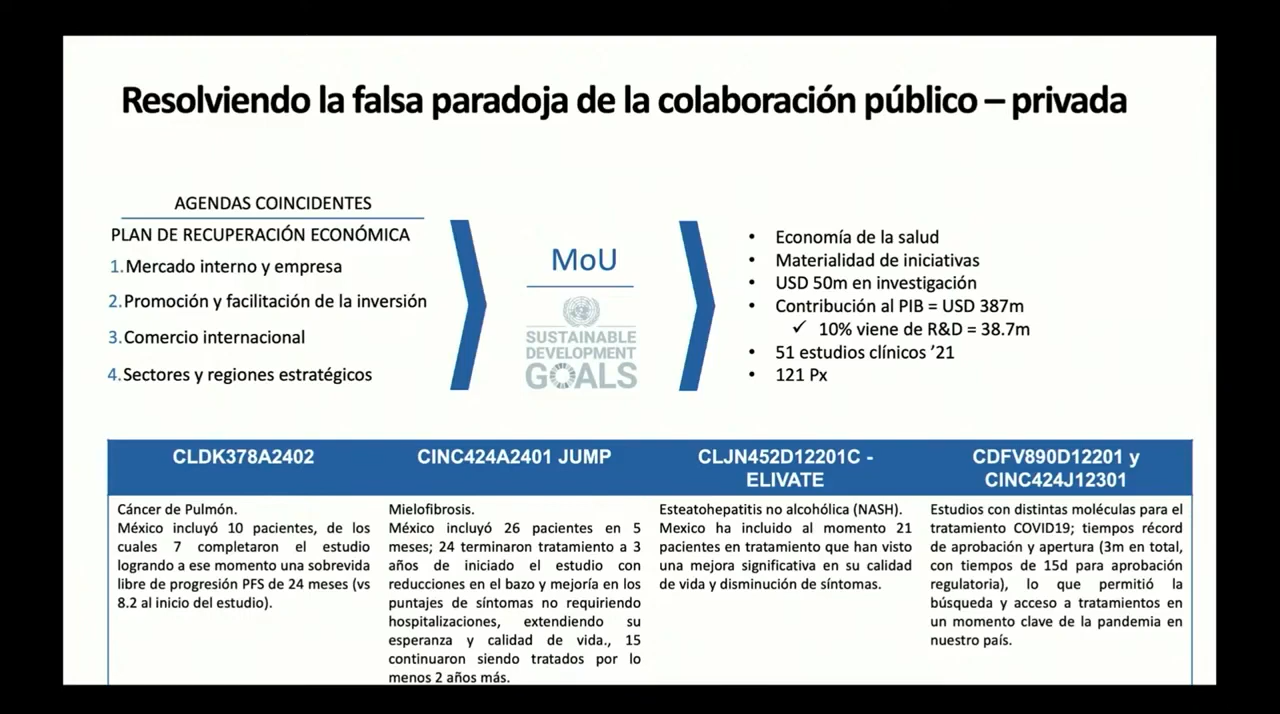 Resolviendo la falsa paradoja de la colaboración público – privada
AGENDAS COINCIDENTES
PLAN DE RECUPERACIÓN ECONÓMICA
1. Mercado interno y empresa
2. Promoción y facilitación de la inversión
3. Comercio internacional
4. Sectores y regiones estratégicos
MoU
SUSTAINABLE
DEVELOPMENT
GOALS
• Economía de la salud
• Materialidad de iniciativas
• USD 50m en investigación
• Contribución al PIB = USD 387m
✓ 10% viene de R&D = 38.7m
• 51 estudios clínicos ’21
• 121 Px
CLDK378A2402
Cáncer de Pulmón.
México incluyó 10 pacientes, de los
cuales 7 completaron el estudio
logrando a ese momento una sobrevida
libre de progresión PFS de 24 meses (vs
8.2 al inicio del estudio).
CINC424A2401 JUMP
Mielofibrosis.
México incluyó 26 pacientes en 5
meses; 24 terminaron tratamiento a 3
años de iniciado el estudio con
reducciones en el bazo y mejoría en los
puntajes de síntomas no requiriendo
hospitalizaciones, extendiendo su
esperanza y calidad de vida., 15
continuaron siendo tratados por lo
menos 2 años más.
CLJN452D12201C -
ELIVATE
Esteatohepatitis no alcohólica (NASH).
Mexico ha incluido al momento 21
pacientes en tratamiento que han visto
una mejora significativa en su calidad
de vida y disminución de síntomas.
CDFV890D12201 y
CINC424J12301
Estudios con distintas moléculas para el
tratamiento COVID19; tiempos récord
de aprobación y apertura (3m en total,
con tiempos de 15d para aprobación
regulatoria), lo que permitió la
búsqueda y acceso a tratamientos en
un momento clave de la pandemia en
nuestro país.